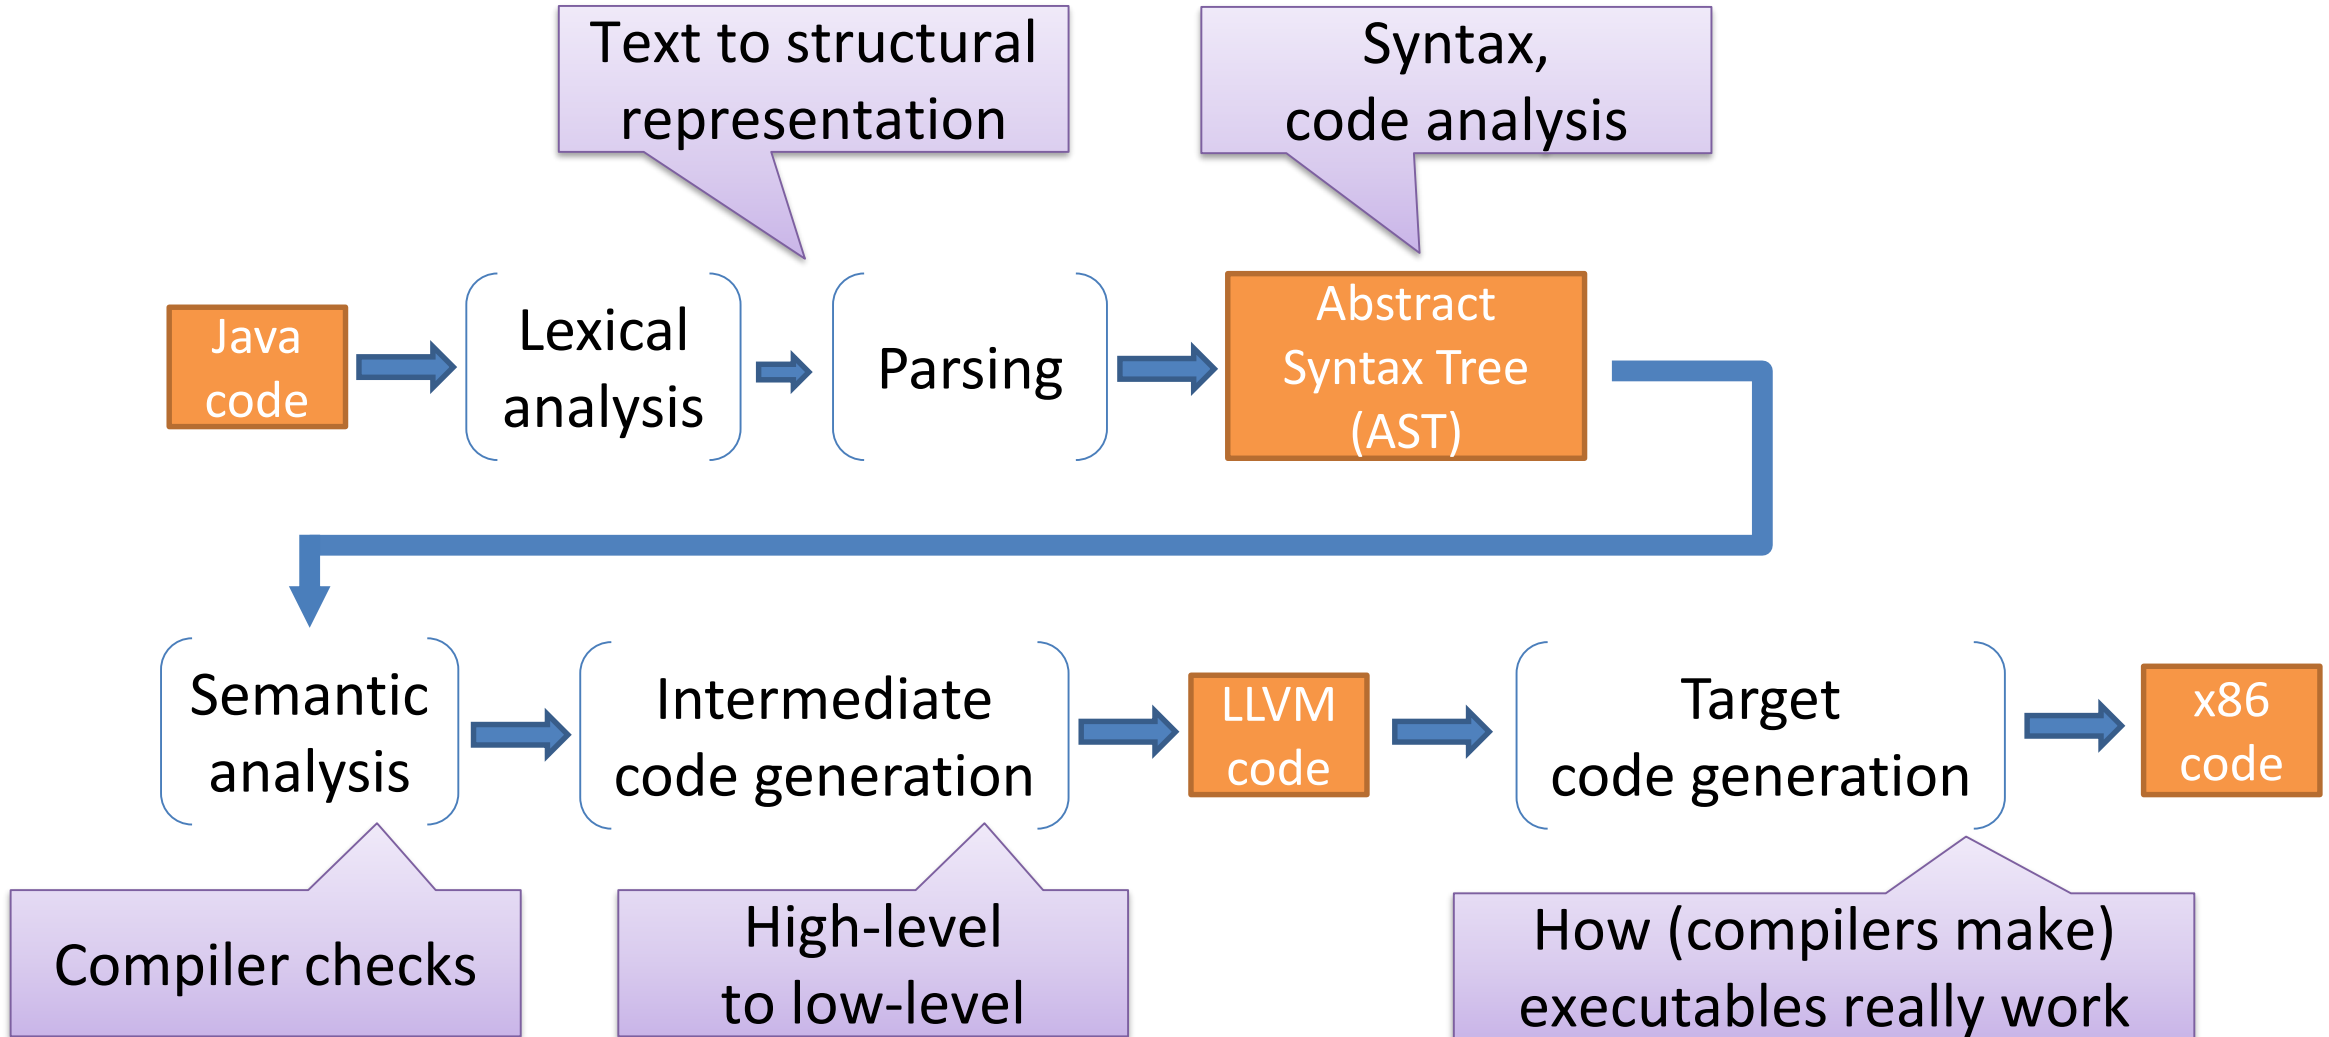 Text to structural
representation
Syntax,
code analysis
Java
code
Lexical
analysis
Parsing
Abstract
Syntax Tree
(AST)
Semantic
analysis
Intermediate
code generation
LLVM
code
Target
code generation
x86
code
Compiler checks
High-level
to low-level
How (compilers make)
executables really work